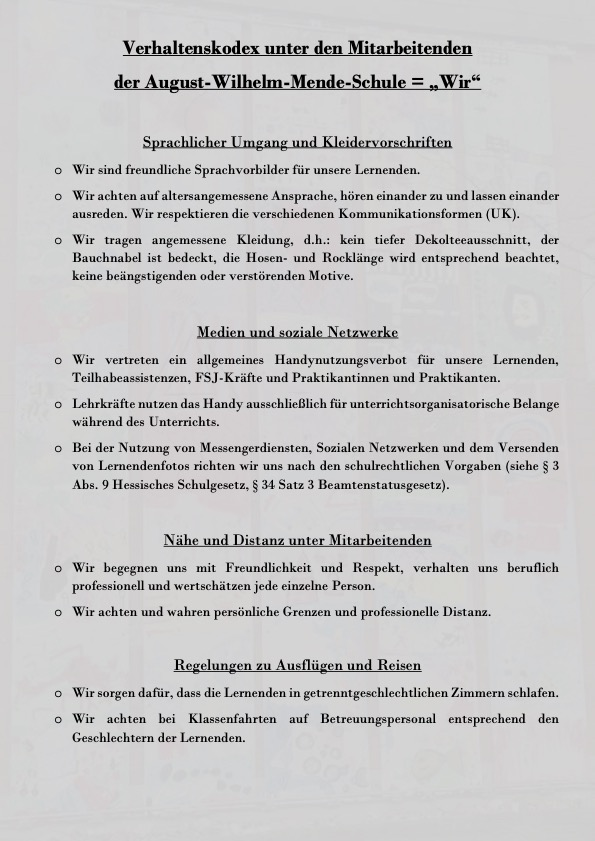 Verhaltenskodex unter den Mitarbeitenden
der August-Wilhelm-Mende-Schule = „Wir“
Sprachlicher Umgang und Kleidervorschriften
o Wir sind freundliche Sprachvorbilder für unsere Lernenden.
o Wir achten auf altersangemessene Ansprache, hören einander zu und lassen einander
ausreden. Wir respektieren die verschiedenen Kommunikationsformen (UK).
o Wir tragen angemessene Kleidung, d.h.: kein tiefer Dekolteeausschnitt, der
Bauchnabel ist bedeckt, die Hosen- und Rocklänge wird entsprechend beachtet,
keine beängstigenden oder verstörenden Motive.
Medien und soziale Netzwerke
o Wir vertreten ein allgemeines Handynutzungsverbot für unsere Lernenden,
Teilhabeassistenzen, FSJ-Kräfte und Praktikantinnen und Praktikanten.
o Lehrkräfte nutzen das Handy ausschließlich für unterrichtsorganisatorische Belange
während des Unterrichts.
o Bei der Nutzung von Messengerdiensten, Sozialen Netzwerken und dem Versenden
von Lernendenfotos richten wir uns nach den schulrechtlichen Vorgaben (siehe § 3
Abs. 9 Hessisches Schulgesetz, § 34 Satz 3 Beamtenstatusgesetz).
Nähe und Distanz unter Mitarbeitenden
o Wir begegnen uns mit Freundlichkeit und Respekt, verhalten uns beruflich
professionell und wertschätzen jede einzelne Person.
o Wir achten und wahren persönliche Grenzen und professionelle Distanz.
Regelungen zu Ausflügen und Reisen
o Wir sorgen dafür, dass die Lernenden in getrenntgeschlechtlichen Zimmern schlafen.
o Wir achten bei Klassenfahrten auf Betreuungspersonal entsprechend den
Geschlechtern der Lernenden.